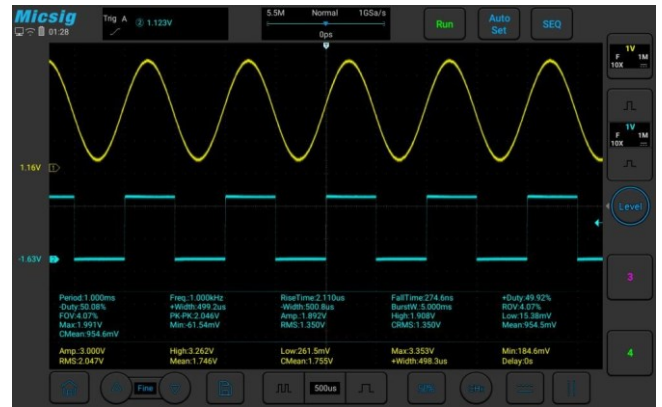 Micsig
01:28
Trig A 2 1.123V
5.5M Normal 1GSa/s
0ps
Run
Auto Set
SEQ
1V
F 1M
10X
1V
F 1M
10X
Level
3
4
1.16V 1
-1.63V 2
Period:1.000ms Freq:1.000kHz RiseTime:2.110us FallTime:274.6ns +Duty:49.92%
-Duty:50.08% +Width:499.2us -Width:500.8us BurstW:5.000ms ROV:4.07%
FOV:4.07% PK-PK:2.046V Amp:1.892V High:1.908V Low:15.38mV
Max:1.991V Min:-61.54mV RMS:1.350V CRMS:1.350V Mean:954.5mV
CMean:954.6mV
Amp:3.000V High:3.262V Low:261.5mV Max:3.353V Min:184.6mV
RMS:2.047V Mean:1.746V CMean:1.755V +Width:498.3us Delay:0s
Fine
500us